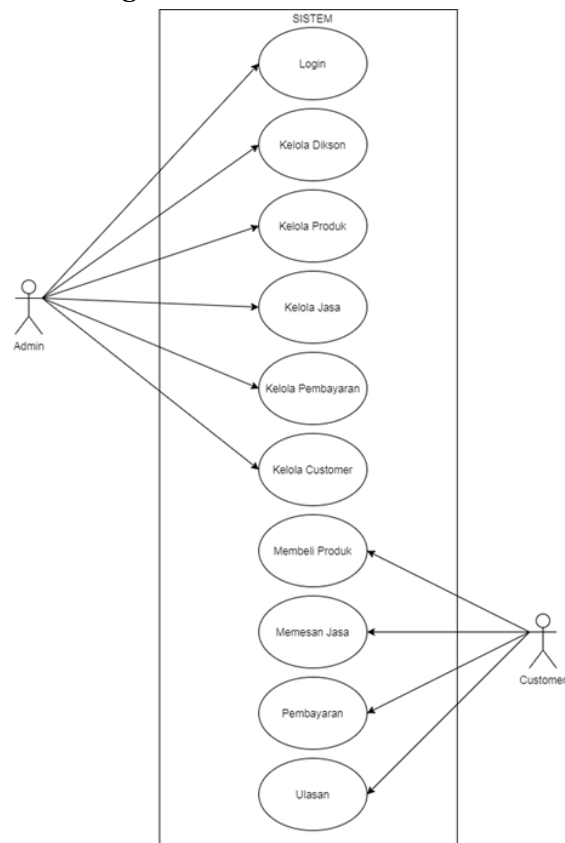 SISTEM
Login
Kelola Dikson
Kelola Produk
Kelola Jasa
Admin
Kelola Pembayaran
Kelola Customer
Membeli Produk
Memesan Jasa
Customer
Pembayaran
Ulasan